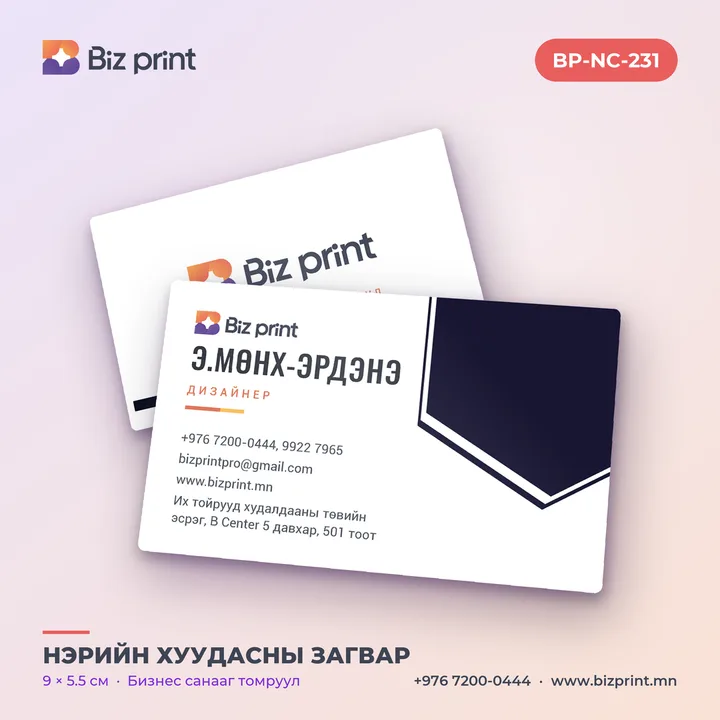 Biz print
BP-NC-231
Biz print
Biz print
Э.МӨНХ-ЭРДЭНЭ
ДИЗАЙНЕР
+976 7200-0444, 9922 7965
bizprintpro@gmail.com
www.bizprint.mn
Их тойрууд худалдааны төвийн
эсрэг, B Center 5 давхар, 501 тоот
НЭРИЙН ХУУДАСНЫ ЗАГВАР
9 × 5.5 см · Бизнес санааг томруул
+976 7200-0444 · www.bizprint.mn